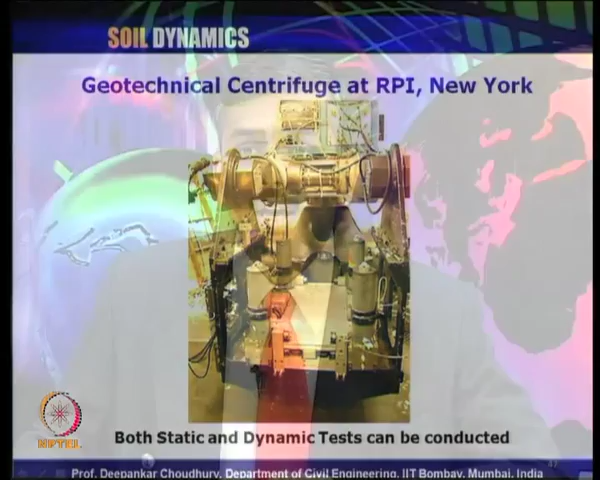 SOIL DYNAMICS
Geotechnical Centrifuge at RPI, New York
Both Static and Dynamic Tests can be conducted
NPTEL
47
Prof. Deepankar Choudhury, Department of Civil Engineering, IIT Bombay, Mumbai, India